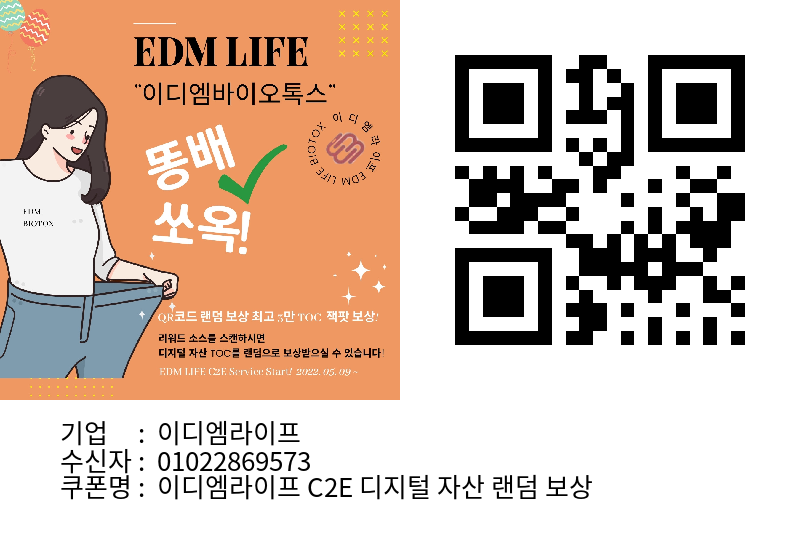 EDM LIFE
"이디엠바이오톡스"
이디엠라이프 EDM LIFE BIOTOX
똥배
쏘옥!
EDM
BIOTOX
QR코드 랜덤 보상 최고 5만 TOC 잭팟 보상!
리워드 소스를 스캔하시면
디지털 자산 TOC를 랜덤으로 보상받으실 수 있습니다!
EDM LIFE C2E Service Start! 2022. 05. 09 ~
기업 : 이디엠라이프
수신자 : 01022869573
쿠폰명 : 이디엠라이프 C2E 디지털 자산 랜덤 보상